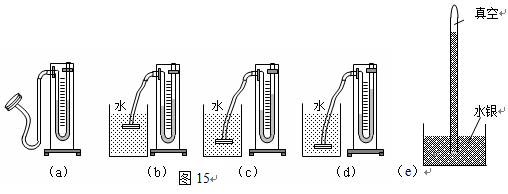 真空
水 水 水
水银
(a) (b) (c) (d) (e)
图 15